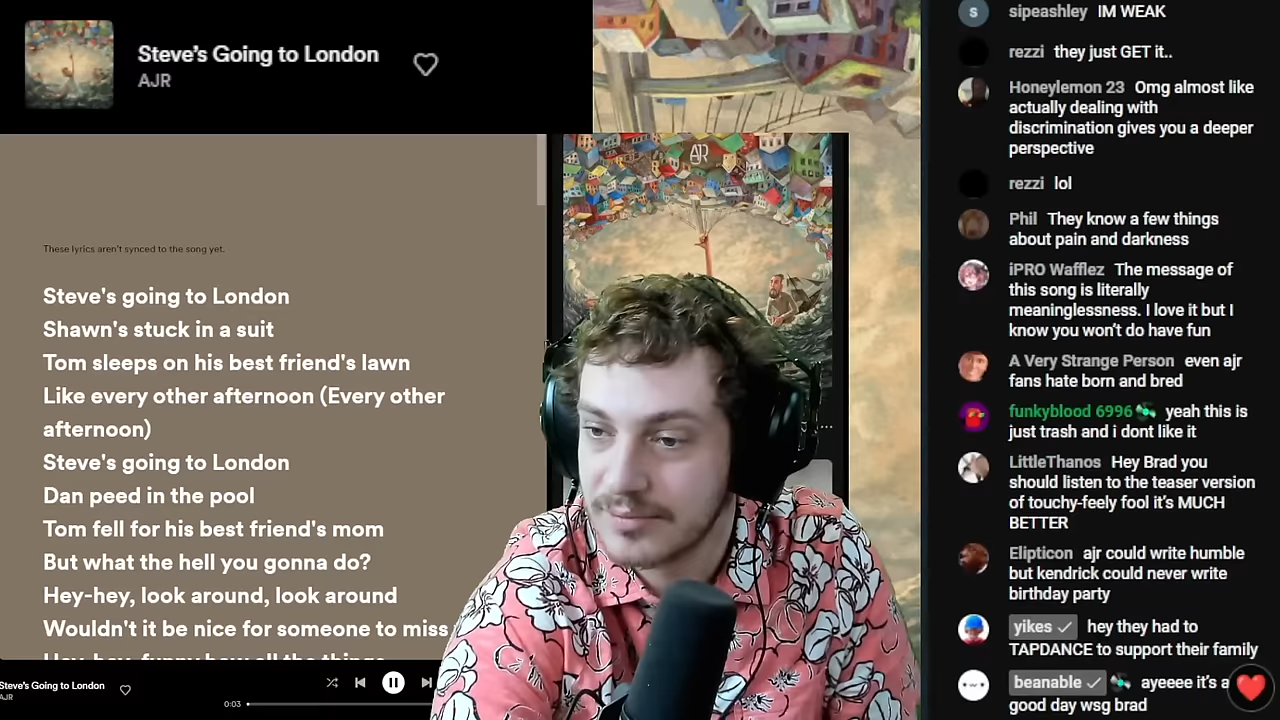 Steve's Going to London
AJR
AJR
These lyrics aren't synced to the song yet.
Steve's going to London
Shawn's stuck in a suit
Tom sleeps on his best friend's lawn
Like every other afternoon (Every other
afternoon)
Steve's going to London
Dan peed in the pool
Tom fell for his best friend's mom
But what the hell you gonna do?
Hey-hey, look around, look around
Wouldn't it be nice for someone to miss
Hey-hey, funny how all the things
Steve's Going to London
AJR
0:03
S
sipeashley IM WEAK
rezzi they just GET it..
Honeylemon 23 Omg almost like
actually dealing with
discrimination gives you a deeper
perspective
rezzi lol
Phil They know a few things
about pain and darkness
iPRO Wafflez The message of
this song is literally
meaninglessness. I love it but I
know you won't do have fun
A Very Strange Person even ajr
fans hate born and bred
funkyblood 6996 yeah this is
just trash and i dont like it
LittleThanos Hey Brad you
should listen to the teaser version
of touchy-feely fool it's MUCH
BETTER
Elipticon ajr could write humble
but kendrick could never write
birthday party
yikes hey they had to
TAPDANCE to support their family
beanable ayeeee it's a
good day wsg brad